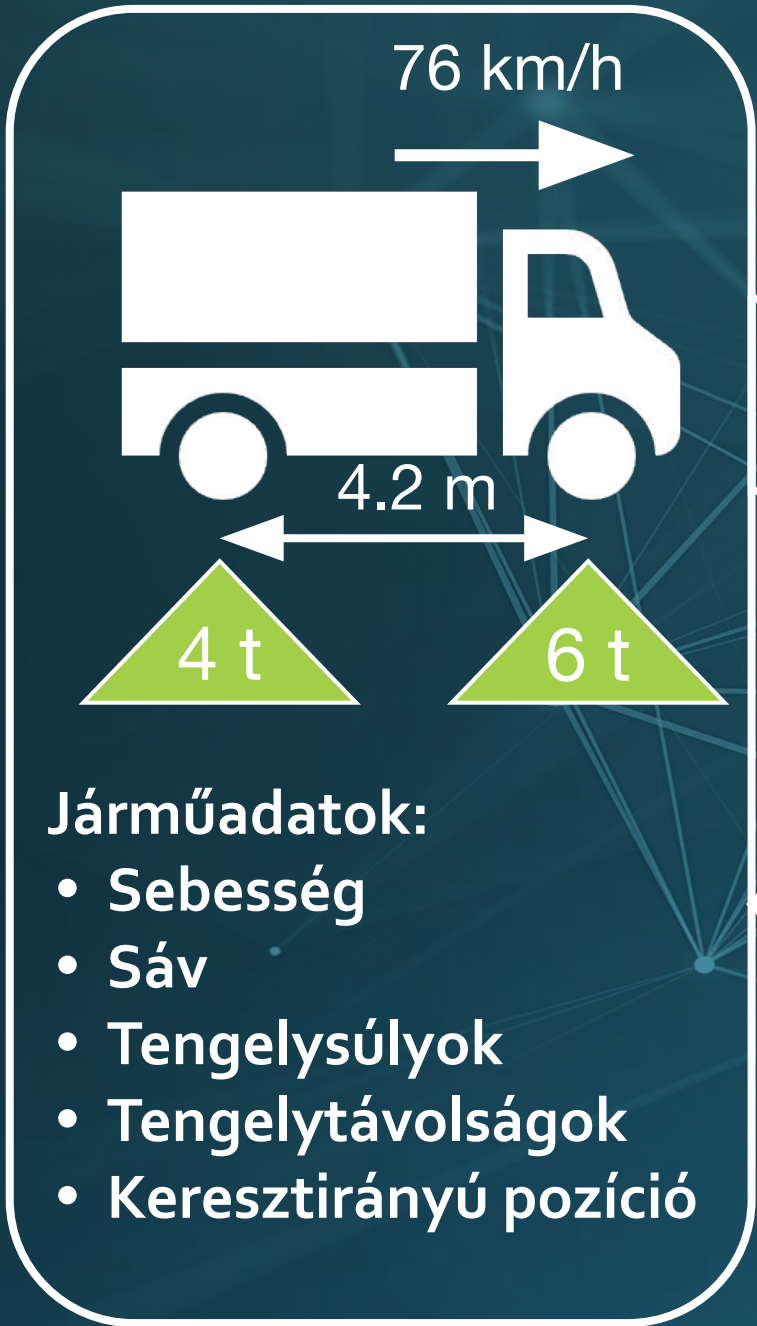 76 km/h
4.2 m
4 t
6 t
Járműadatok:
• Sebesség
• Sáv
• Tengelysúlyok
• Tengelytávolságok
• Keresztirányú pozíció